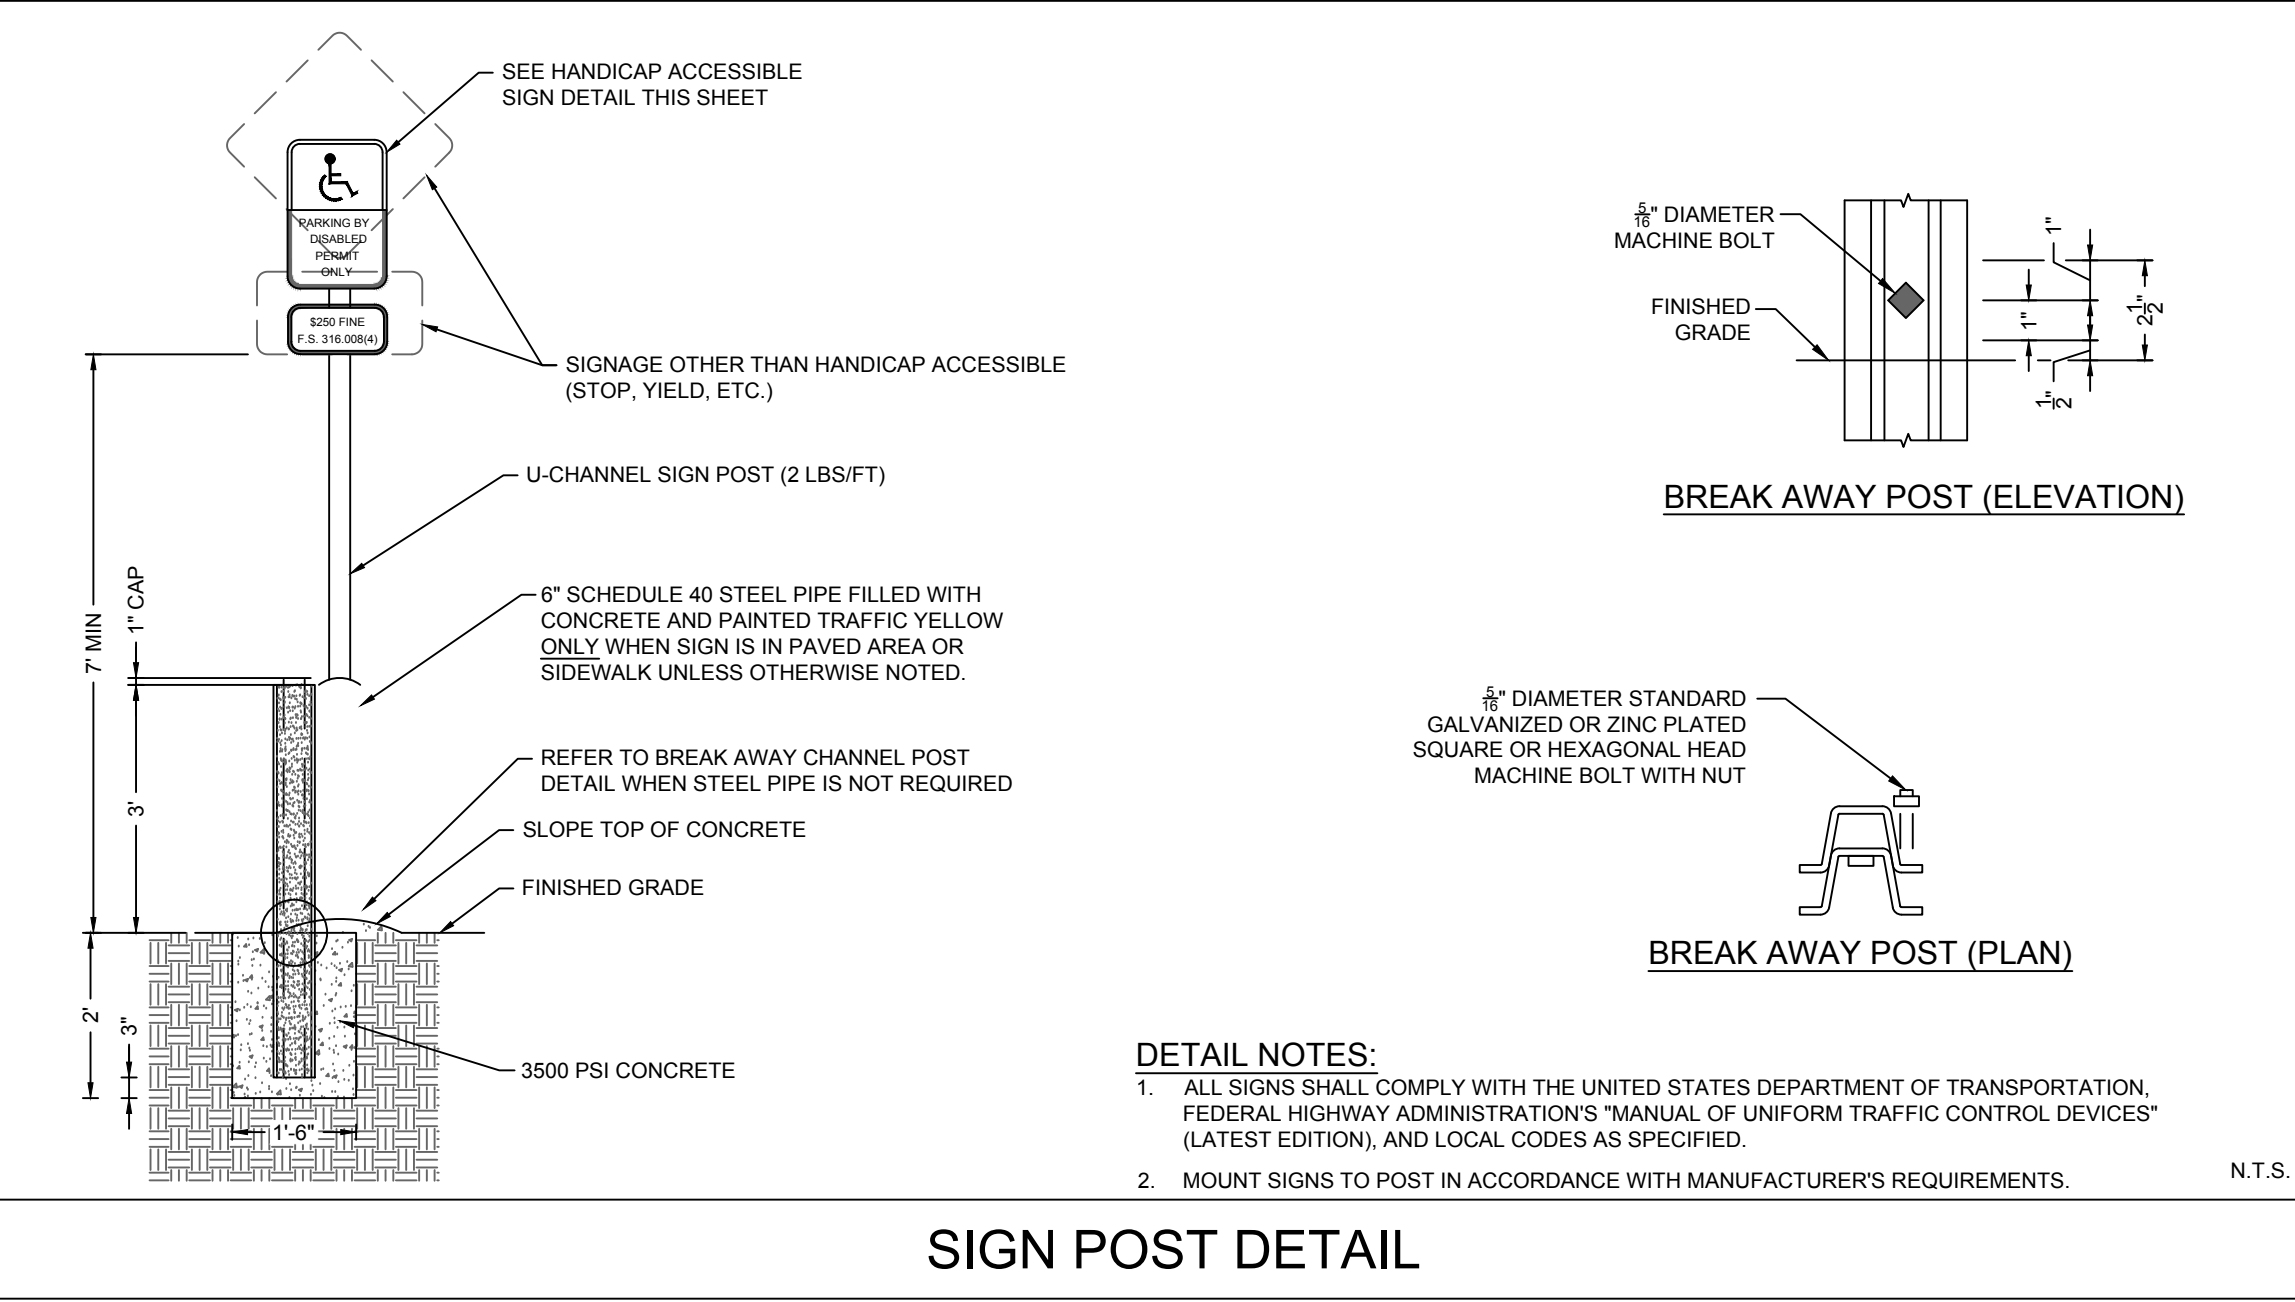 SEE HANDICAP ACCESSIBLE
SIGN DETAIL THIS SHEET
PARKING BY
DISABLED
PERMIT
ONLY
$250 FINE
F.S. 316.008(4)
SIGNAGE OTHER THAN HANDICAP ACCESSIBLE
(STOP, YIELD, ETC.)
U-CHANNEL SIGN POST (2 LBS/FT)
7' MIN
1" CAP
6" SCHEDULE 40 STEEL PIPE FILLED WITH
CONCRETE AND PAINTED TRAFFIC YELLOW
ONLY WHEN SIGN IS IN PAVED AREA OR
SIDEWALK UNLESS OTHERWISE NOTED.
3'
REFER TO BREAK AWAY CHANNEL POST
DETAIL WHEN STEEL PIPE IS NOT REQUIRED
SLOPE TOP OF CONCRETE
FINISHED GRADE
2'
3"
3500 PSI CONCRETE
1'-6"
5/16" DIAMETER
MACHINE BOLT
FINISHED
GRADE
1"
1"
2 1/2"
1/2"
BREAK AWAY POST (ELEVATION)
5/16" DIAMETER STANDARD
GALVANIZED OR ZINC PLATED
SQUARE OR HEXAGONAL HEAD
MACHINE BOLT WITH NUT
BREAK AWAY POST (PLAN)
DETAIL NOTES:
1. ALL SIGNS SHALL COMPLY WITH THE UNITED STATES DEPARTMENT OF TRANSPORTATION,
FEDERAL HIGHWAY ADMINISTRATION'S "MANUAL OF UNIFORM TRAFFIC CONTROL DEVICES"
(LATEST EDITION), AND LOCAL CODES AS SPECIFIED.
2. MOUNT SIGNS TO POST IN ACCORDANCE WITH MANUFACTURER'S REQUIREMENTS.
N.T.S.
SIGN POST DETAIL